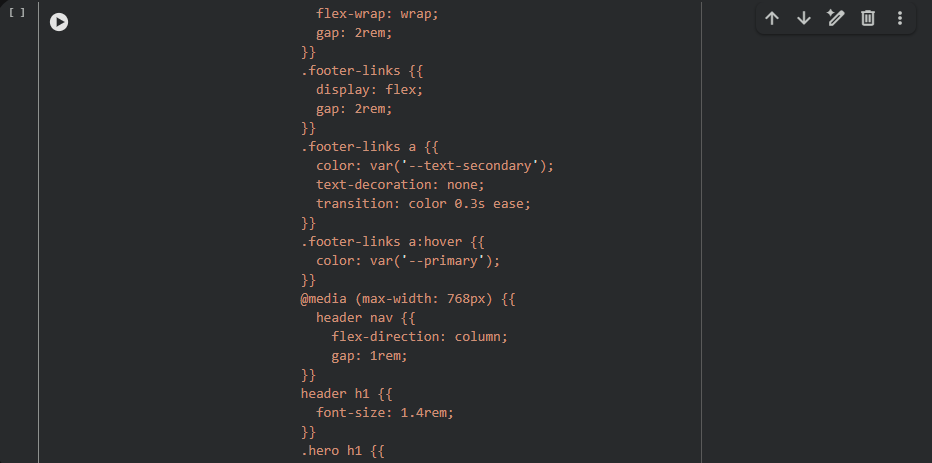 [ ]
flex-wrap: wrap;
gap: 2rem;
}}
.footer-links {{
display: flex;
gap: 2rem;
}}
.footer-links a {{
color: var('--text-secondary');
text-decoration: none;
transition: color 0.3s ease;
}}
.footer-links a:hover {{
color: var('--primary');
}}
@media (max-width: 768px) {{
header nav {{
flex-direction: column;
gap: 1rem;
}}
header h1 {{
font-size: 1.4rem;
}}
.hero h1 {{